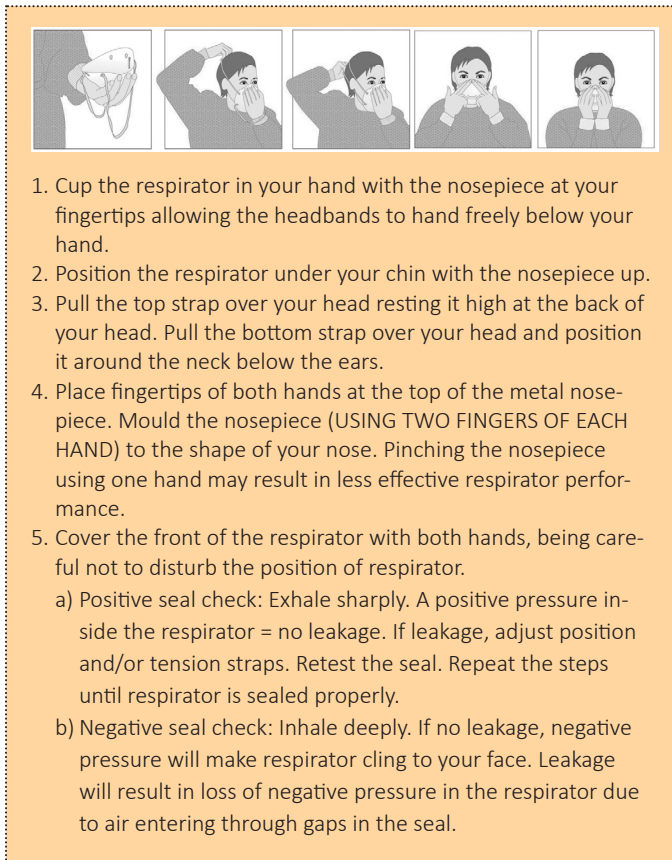 1. Cup the respirator in your hand with the nosepiece at your
fingertips allowing the headbands to hand freely below your
hand.
2. Position the respirator under your chin with the nosepiece up.
3. Pull the top strap over your head resting it high at the back of
your head. Pull the bottom strap over your head and position
it around the neck below the ears.
4. Place fingertips of both hands at the top of the metal nose-
piece. Mould the nosepiece (USING TWO FINGERS OF EACH
HAND) to the shape of your nose. Pinching the nosepiece
using one hand may result in less effective respirator perfor-
mance.
5. Cover the front of the respirator with both hands, being care-
ful not to disturb the position of respirator.
a) Positive seal check: Exhale sharply. A positive pressure in-
side the respirator = no leakage. If leakage, adjust position
and/or tension straps. Retest the seal. Repeat the steps
until respirator is sealed properly.
b) Negative seal check: Inhale deeply. If no leakage, negative
pressure will make respirator cling to your face. Leakage
will result in loss of negative pressure in the respirator due
to air entering through gaps in the seal.